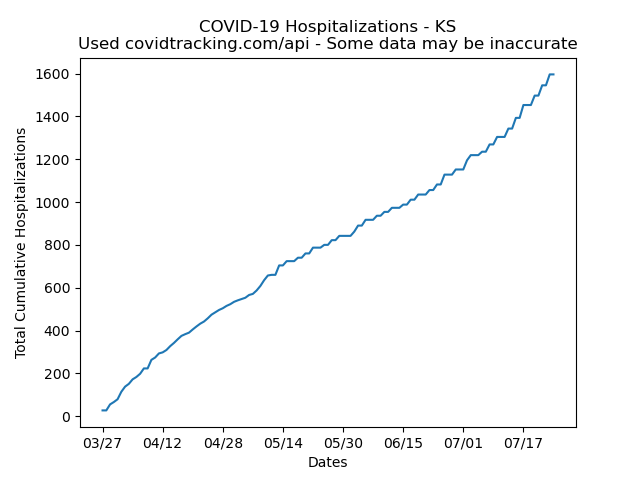 COVID-19 Hospitalizations - KS
Used covidtracking.com/api - Some data may be inaccurate
Total Cumulative Hospitalizations
1600
1400
1200
1000
800
600
400
200
0
03/27 04/12 04/28 05/14 05/30 06/15 07/01 07/17
Dates